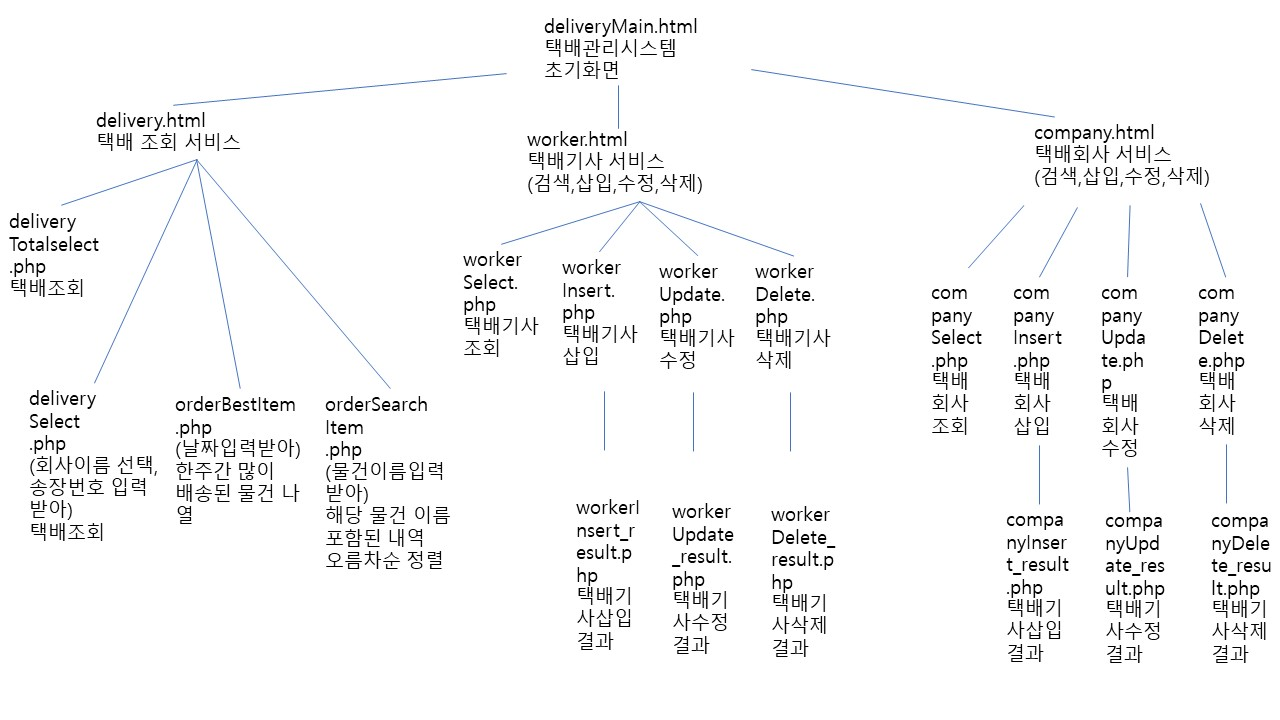 deliveryMain.html
택배관리시스템
초기화면
delivery.html
택배 조회 서비스
worker.html
택배기사 서비스
(검색,삽입,수정,삭제)
company.html
택배회사 서비스
(검색,삽입,수정,삭제)
delivery
Totalselect
.php
택배조회
delivery
Select
.php
(회사이름 선택,
송장번호 입력
받아)
택배조회
orderBestItem
.php
(날짜입력받아)
한주간 많이
배송된 물건 나
열
orderSearch
Item
.php
(물건이름입력
받아)
해당 물건 이름
포함된 내역
오름차순 정렬
worker
Select.
php
택배기사
조회
worker
Insert.
php
택배기사
삽입
worker
Update.
php
택배기사
수정
worker
Delete.
php
택배기사
삭제
workerI
nsert_r
esult.p
hp
택배기
사삽입
결과
worker
Update
_result.
php
택배기
사수정
결과
worker
Delete_
result.p
hp
택배기
사삭제
결과
com
pany
Select
.php
택배
회사
조회
com
pany
Insert
.php
택배
회사
삽입
com
pany
Upda
te.ph
p
택배
회사
수정
com
pany
Delet
e.php
택배
회사
삭제
compa
nyInser
t_result
.php
택배기
사삽입
결과
compa
nyUpd
ate_res
ult.php
택배기
사수정
결과
compa
nyDele
te_resu
lt.php
택배기
사삭제
결과